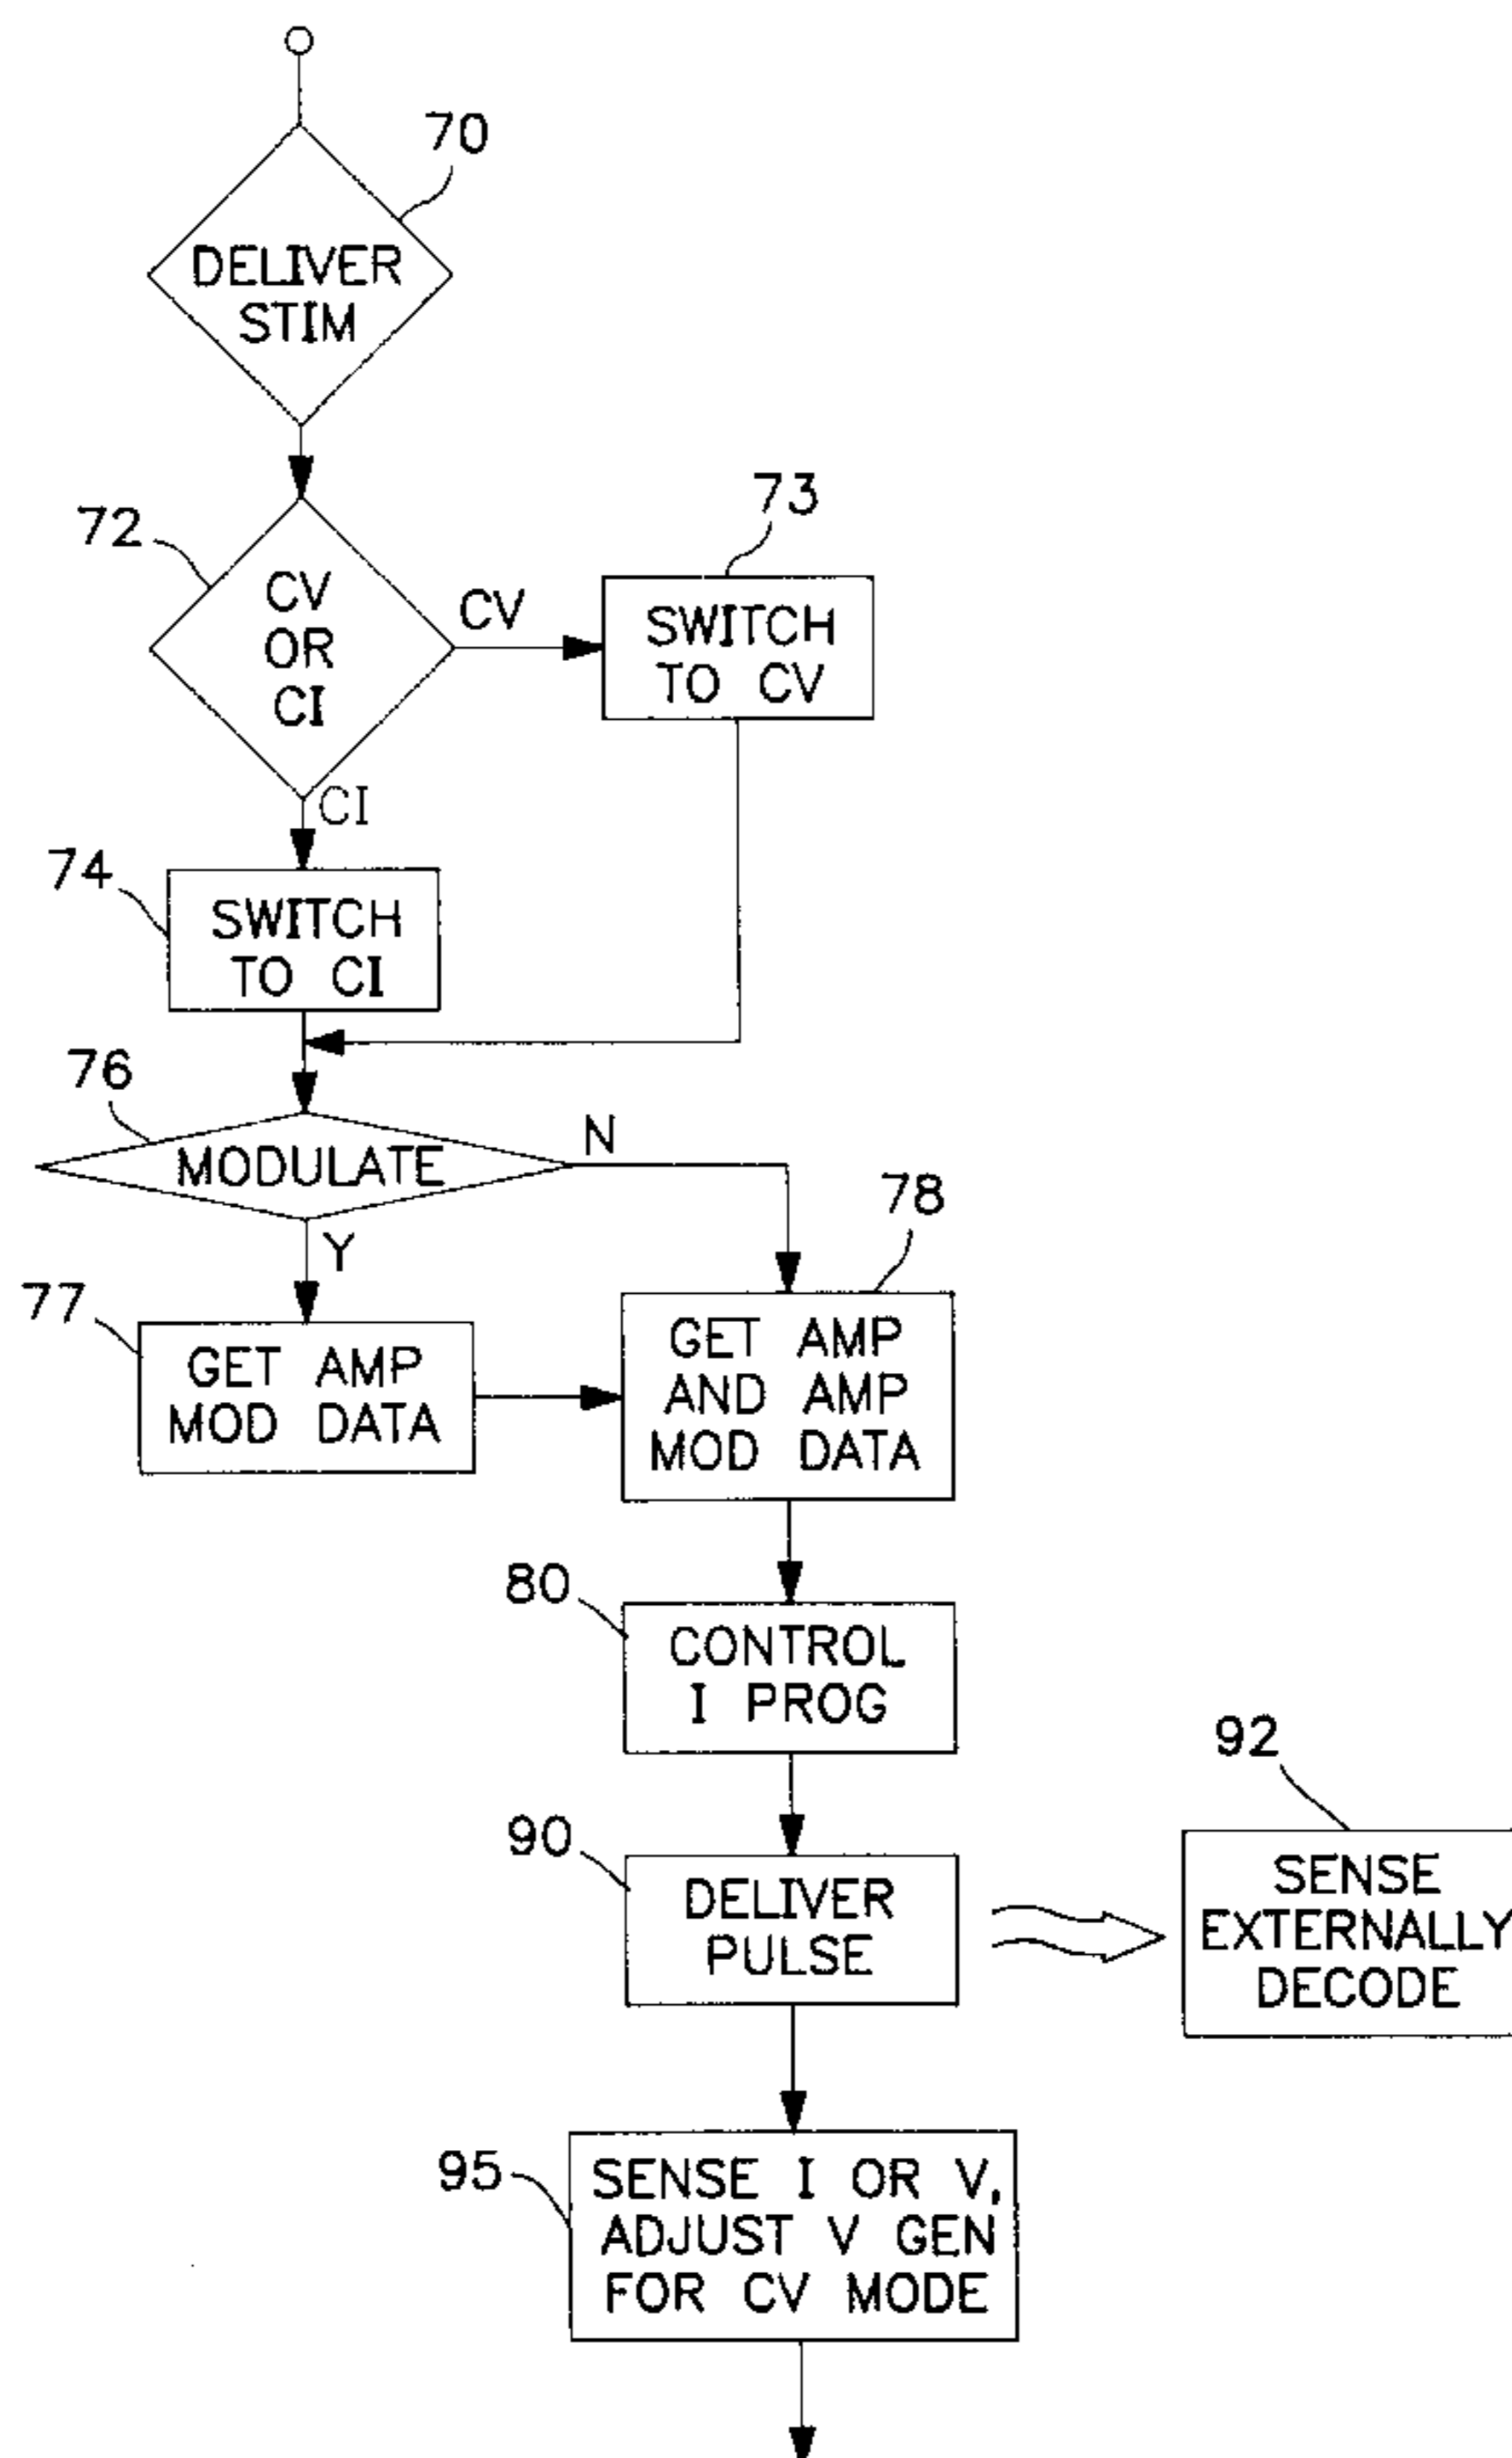 70
DELIVER
STIM
72
CV
OR
CI
CV
73
SWITCH
TO CV
CI
74
SWITCH
TO CI
76
MODULATE
N
Y
77
GET AMP
MOD DATA
78
GET AMP
AND AMP
MOD DATA
80
CONTROL
I PROG
90
DELIVER
PULSE
92
SENSE
EXTERNALLY
DECODE
95
SENSE I OR V,
ADJUST V GEN
FOR CV MODE